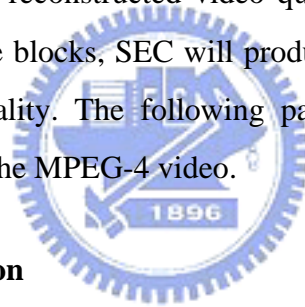 reconstructed video qu
e blocks, SEC will produ
ality. The following pa
he MPEG-4 video.
1896
on